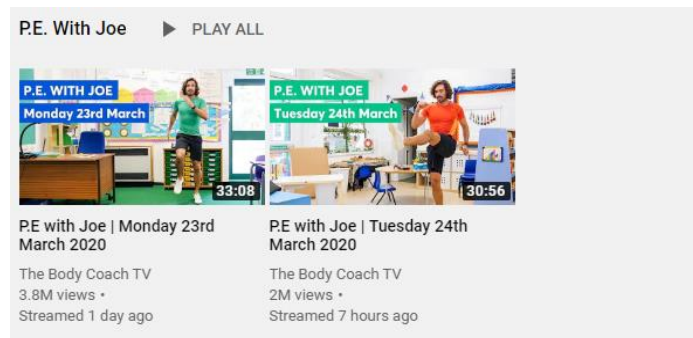 P.E. With Joe ▶ PLAY ALL
P.E. WITH JOE
Monday 23rd March
33:08
P.E. WITH JOE
Tuesday 24th March
30:56
P.E with Joe | Monday 23rd
March 2020
The Body Coach TV
3.8M views •
Streamed 1 day ago
P.E with Joe | Tuesday 24th
March 2020
The Body Coach TV
2M views •
Streamed 7 hours ago